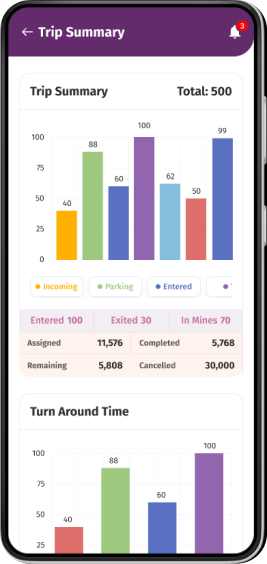 ← Trip Summary 3
Trip Summary Total: 500
100
75
50
25
0
40 88 60 100 62 50 99
Incoming Parking Entered
Entered 100 Exited 30 In Mines 70
Assigned 11,576 Completed 5,768
Remaining 5,808 Cancelled 30,000
Turn Around Time
100
75
50
25
40 88 60 100